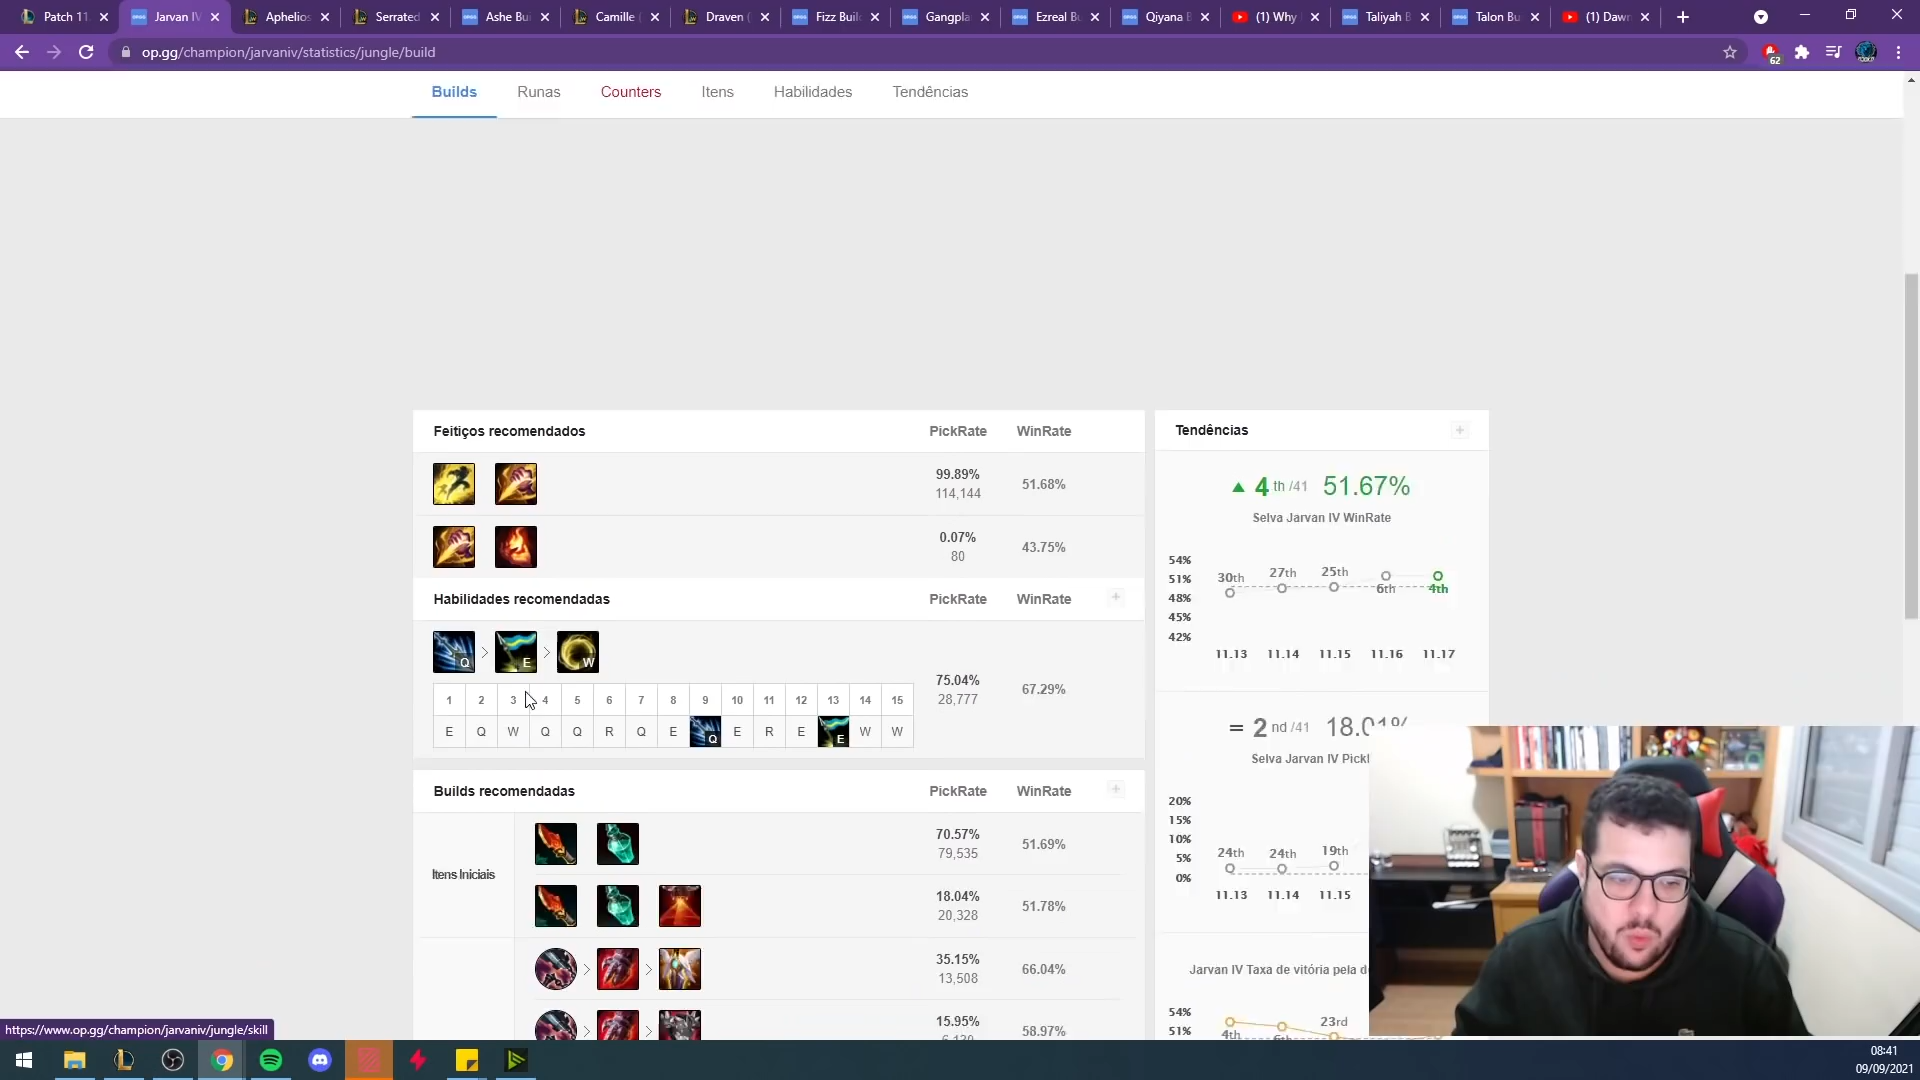 Patch 11
Jarvan IV
Aphelios
Serrated
Ashe Bui
Camille (
Draven (
Fizz Buil
Gangpla
Ezreal Bu
Qiyana B
(1) Why
Taliyah B
Talon Bu
(1) Dawn
op.gg/champion/jarvaniv/statistics/jungle/build
62
Builds Runas Counters Itens Habilidades Tendências
Feitiços recomendados PickRate WinRate
99.89%
114,144
51.68%
0.07%
80
43.75%
Habilidades recomendadas PickRate WinRate
Q E W
1 2 3 4 5 6 7 8 9 10 11 12 13 14 15
E Q W Q Q R Q E Q E R E E W W
75.04%
28,777
67.29%
Builds recomendadas PickRate WinRate
Itens Iniciais
70.57%
79,535
51.69%
18.04%
20,328
51.78%
35.15%
13,508
66.04%
15.95%
58.97%
Tendências
4 th /41 51.67%
Selva Jarvan IV WinRate
54%
51%
48%
45%
42%
30th 27th 25th 6th 4th
11.13 11.14 11.15 11.16 11.17
= 2 nd /41 18.01%
Selva Jarvan IV Pick
20%
15%
10%
5%
0%
24th 24th 19th
11.13 11.14 11.15
Jarvan IV Taxa de vitória pela d
54%
51%
4th 23rd
https://www.op.gg/champion/jarvaniv/jungle/skill
08:41
09/09/2021